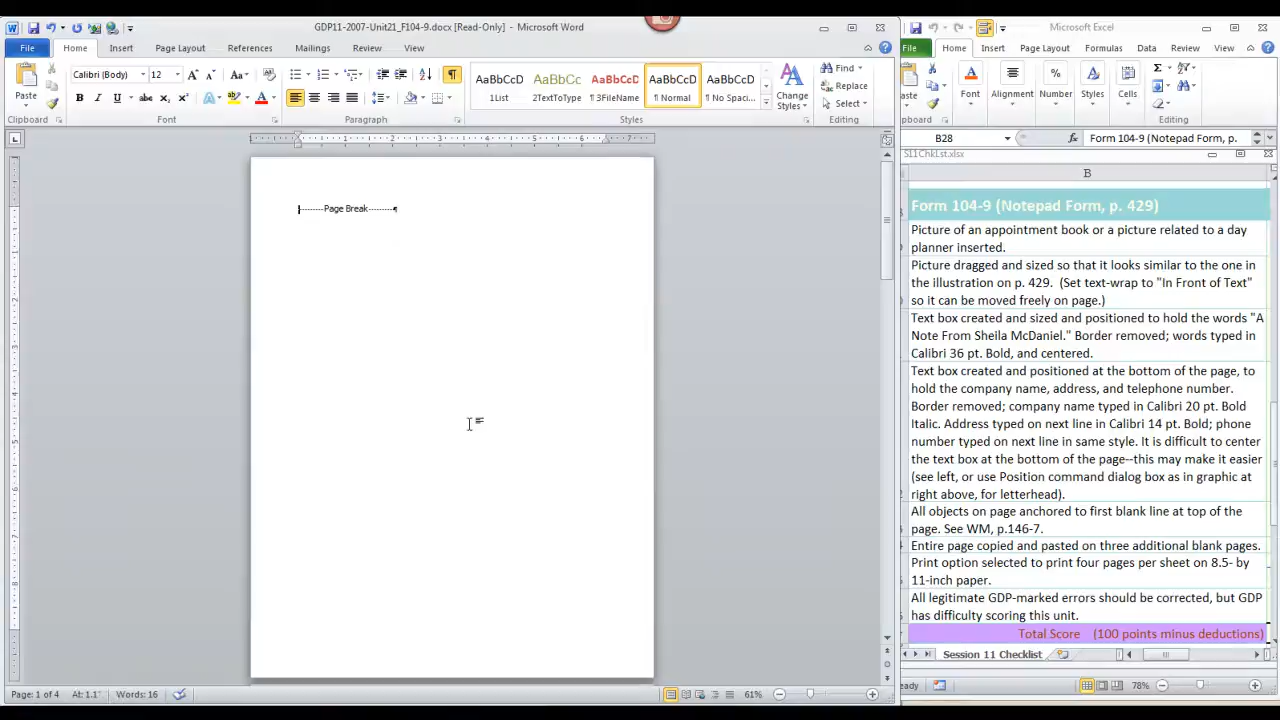 GDP11-2007-Unit21_F104-9.docx [Read-Only] - Microsoft Word
File Home Insert Page Layout References Mailings Review View
Calibri (Body) 12
Paste
Clipboard Font Paragraph Styles Editing
AaBbCcD AaBbCc AaBbCcD AaBbCcD AaBbCcD
1List 2TextToType ¶ 3FileName ¶ Normal ¶ No Spaci...
Change Styles
Find
Replace
Select
Page Break
Page: 1 of 4 At: 1.1" Words: 16 61%
Microsoft Excel
File Home Insert Page Layout Formulas Data Review View
Font Alignment Number Styles Cells
Clipboard Editing
B28 fx Form 104-9 (Notepad Form, p.
S11ChkLst.xlsx
B
Form 104-9 (Notepad Form, p. 429)
Picture of an appointment book or a picture related to a day
planner inserted.
Picture dragged and sized so that it looks similar to the one in
the illustration on p. 429. (Set text-wrap to "In Front of Text"
so it can be moved freely on page.)
Text box created and sized and positioned to hold the words "A
Note From Sheila McDaniel." Border removed; words typed in
Calibri 36 pt. Bold, and centered.
Text box created and positioned at the bottom of the page, to
hold the company name, address, and telephone number.
Border removed; company name typed in Calibri 20 pt. Bold
Italic. Address typed on next line in Calibri 14 pt. Bold; phone
number typed on next line in same style. It is difficult to center
the text box at the bottom of the page--this may make it easier
(see left, or use Position command dialog box as in graphic at
right above, for letterhead).
All objects on page anchored to first blank line at top of the
page. See WM, p.146-7.
Entire page copied and pasted on three additional blank pages.
Print option selected to print four pages per sheet on 8.5- by
11-inch paper.
All legitimate GDP-marked errors should be corrected, but GDP
has difficulty scoring this unit.
Total Score (100 points minus deductions)
Session 11 Checklist
eady 78%